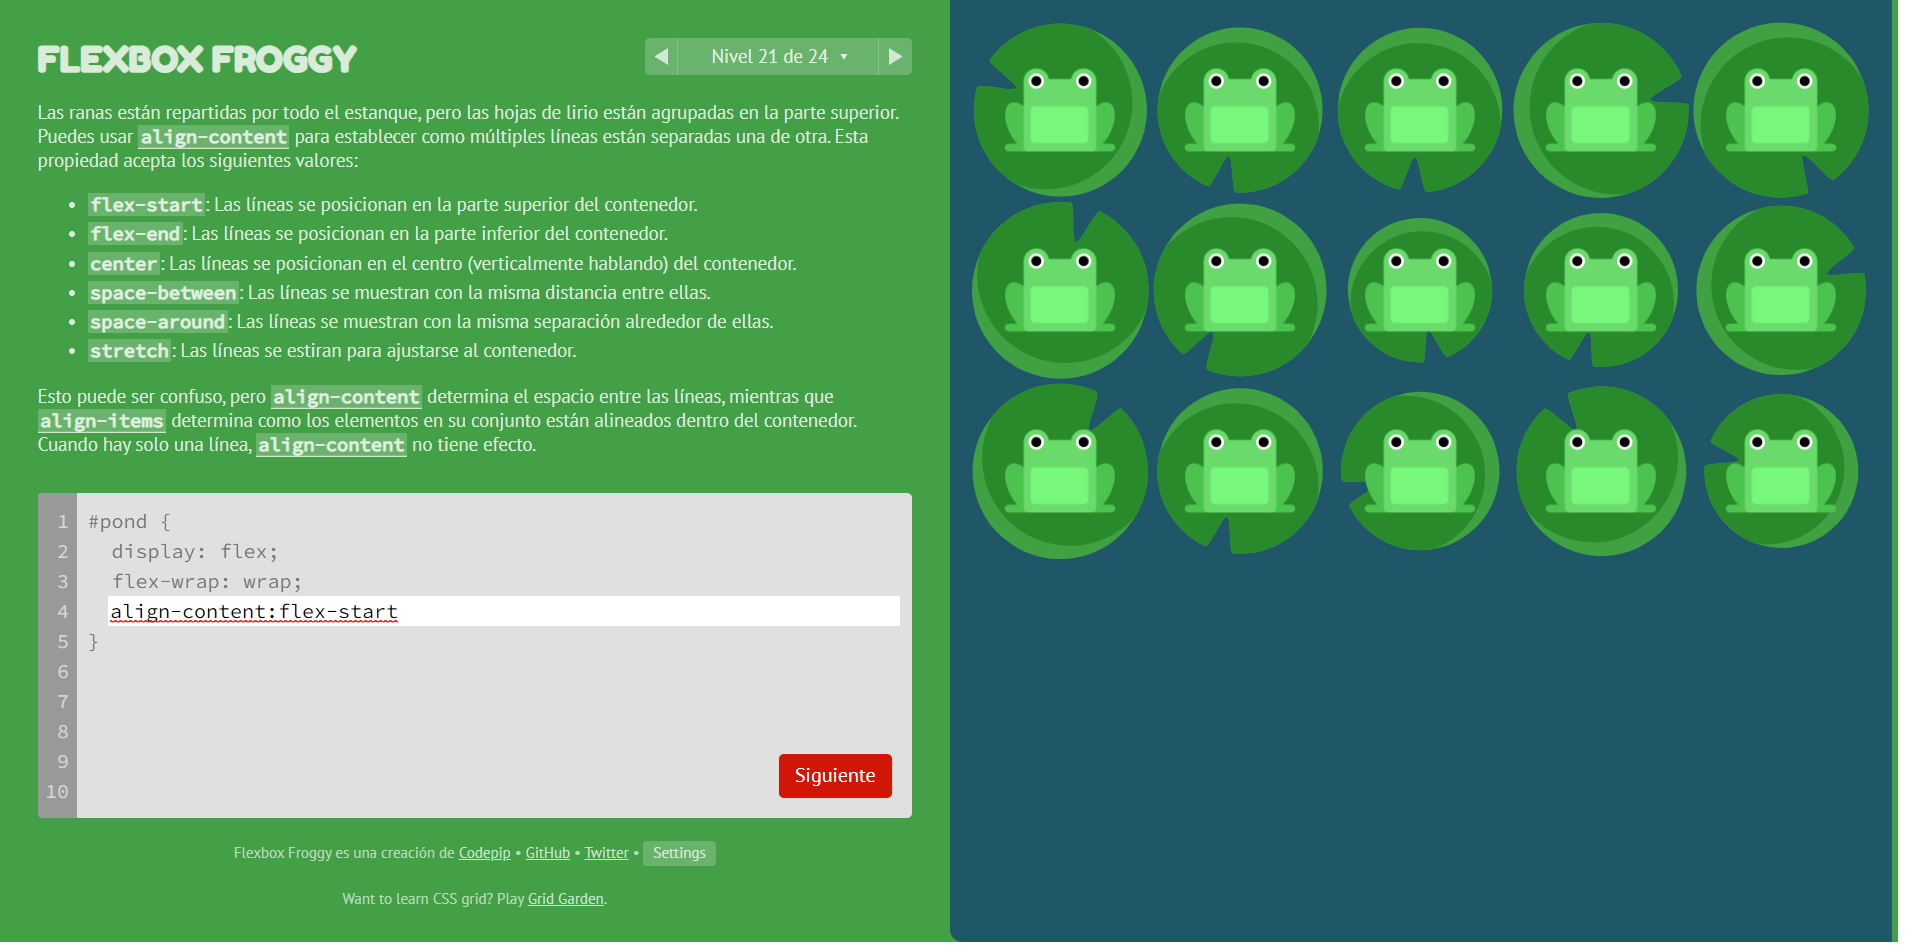 FLEXBOX FROGGY
Nivel 21 de 24
Las ranas están repartidas por todo el estanque, pero las hojas de lirio están agrupadas en la parte superior.
Puedes usar align-content para establecer como múltiples líneas están separadas una de otra. Esta
propiedad acepta los siguientes valores:
• flex-start: Las líneas se posicionan en la parte superior del contenedor.
• flex-end: Las líneas se posicionan en la parte inferior del contenedor.
• center: Las líneas se posicionan en el centro (verticalmente hablando) del contenedor.
• space-between: Las líneas se muestran con la misma distancia entre ellas.
• space-around: Las líneas se muestran con la misma separación alrededor de ellas.
• stretch: Las líneas se estiran para ajustarse al contenedor.
Esto puede ser confuso, pero align-content determina el espacio entre las líneas, mientras que
align-items determina como los elementos en su conjunto están alineados dentro del contenedor.
Cuando hay solo una línea, align-content no tiene efecto.
1 #pond {
2 display: flex;
3 flex-wrap: wrap;
4 align-content:flex-start
5 }
6
7
8
9
10
Siguiente
Flexbox Froggy es una creación de Codepip • GitHub • Twitter • Settings
Want to learn CSS grid? Play Grid Garden.